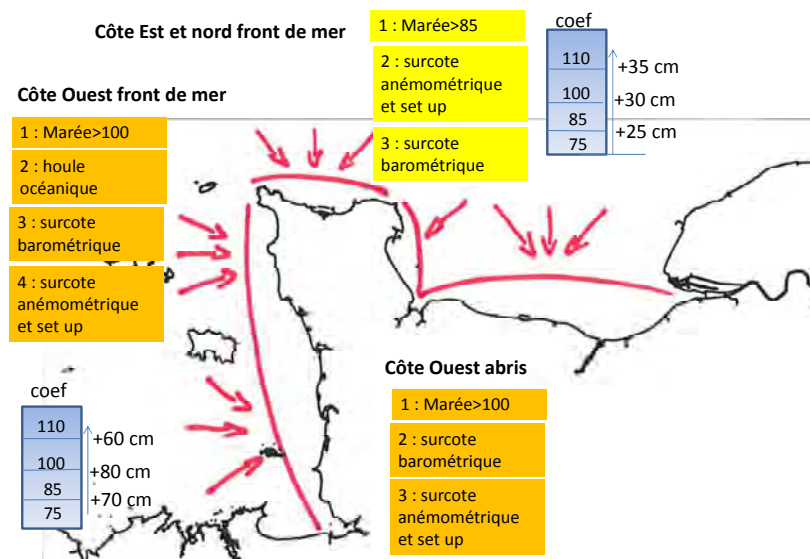 Côte Est et nord front de mer
1 : Marée>85
2 : surcote
anémométrique
et set up
3 : surcote
barométrique
coef
110
100
85
75
+35 cm
+30 cm
+25 cm
Côte Ouest front de mer
1 : Marée>100
2 : houle
océanique
3 : surcote
barométrique
4 : surcote
anémométrique
et set up
coef
110
100
85
75
+60 cm
+80 cm
+70 cm
Côte Ouest abris
1 : Marée>100
2 : surcote
barométrique
3 : surcote
anémométrique
et set up